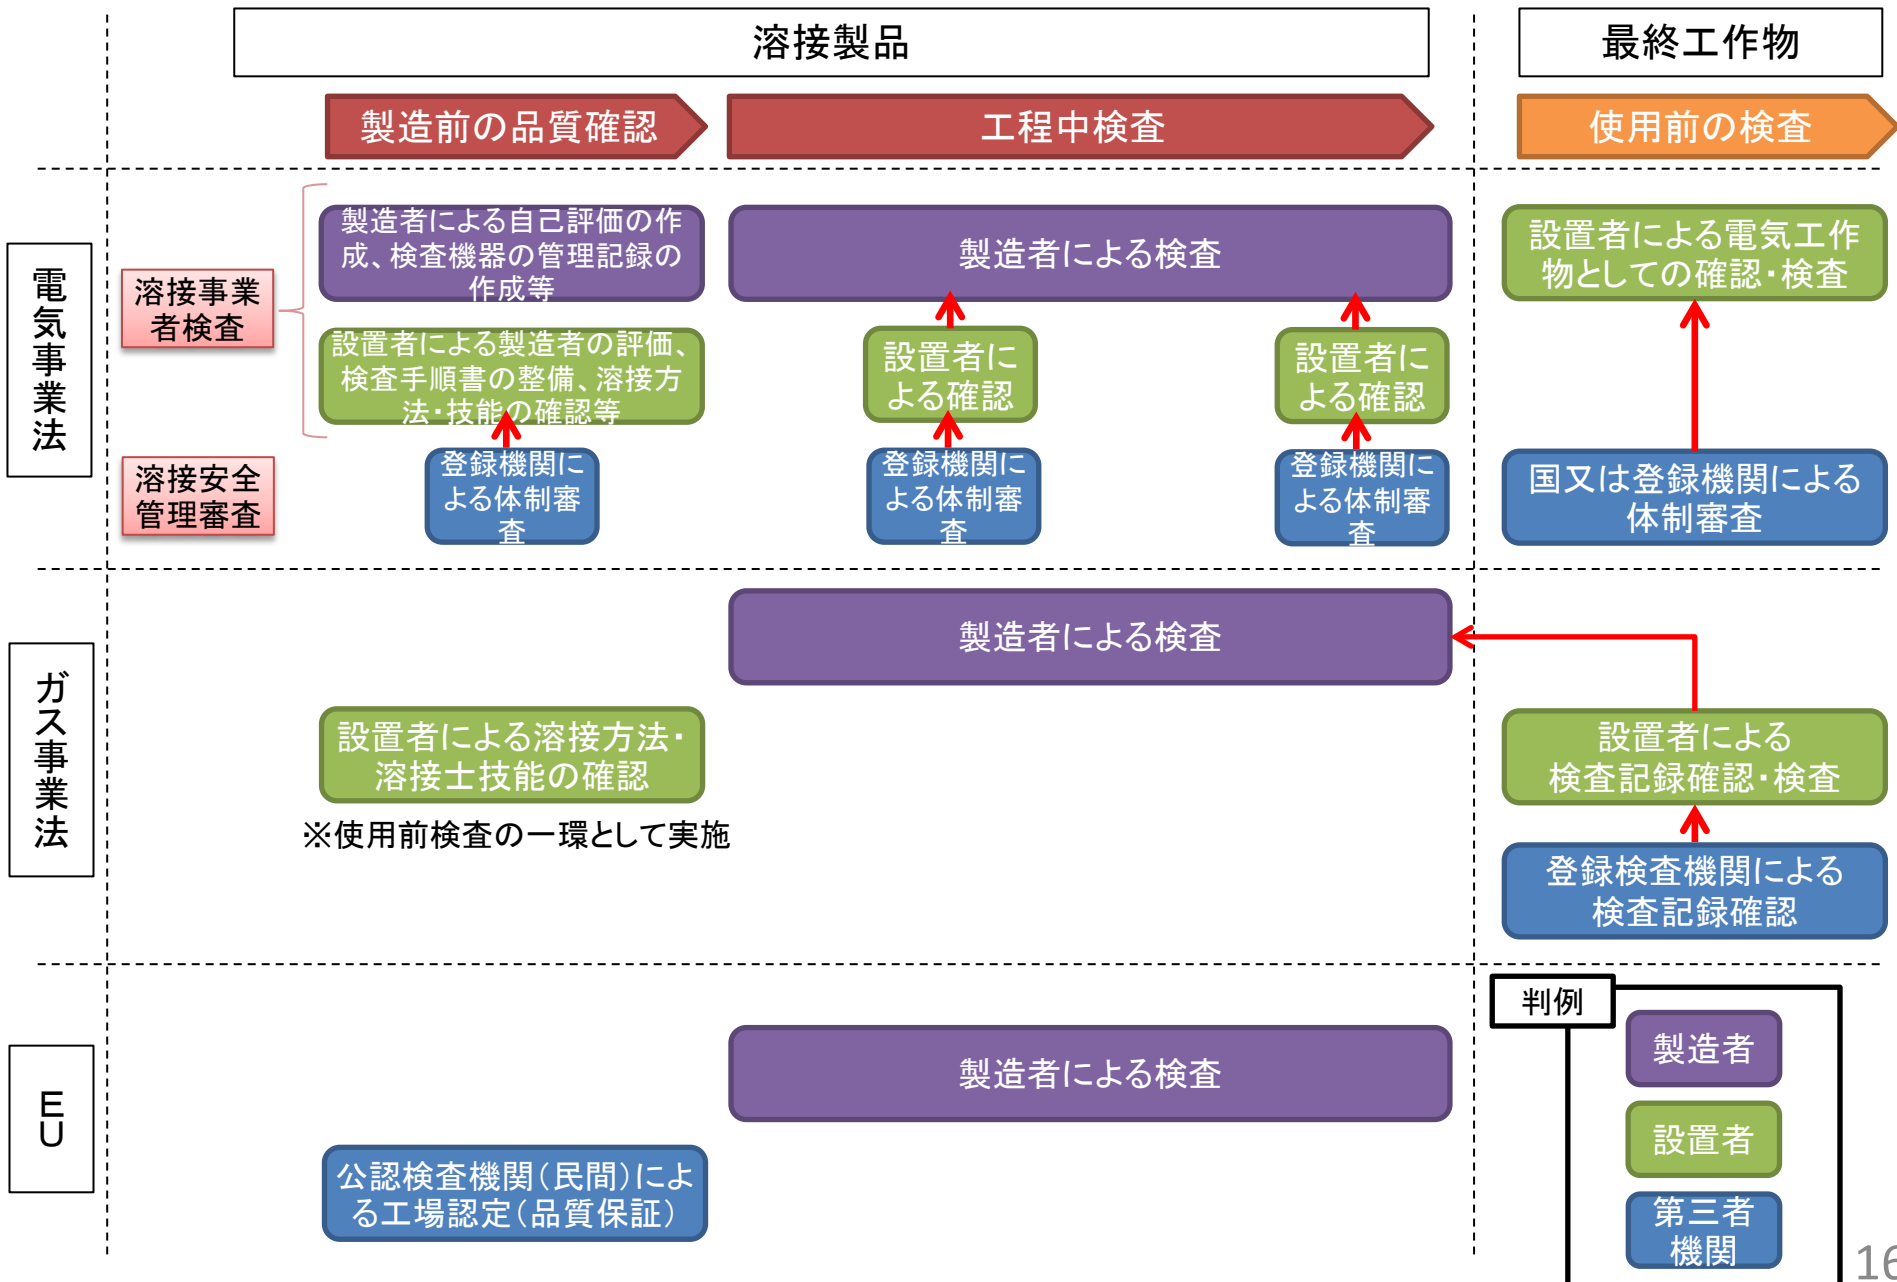 溶接製品
最終工作物
製造前の品質確認
工程中検査
使用前の検査
電気事業法
溶接事業
者検査
製造者による自己評価の作
成、検査機器の管理記録の
作成等
製造者による検査
設置者による電気工作
物としての確認・検査
設置者による製造者の評価、
検査手順書の整備、溶接方
法・技能の確認等
設置者に
よる確認
設置者に
よる確認
溶接安全
管理審査
登録機関に
よる体制審
査
登録機関に
よる体制審
査
登録機関に
よる体制審
査
国又は登録機関による
体制審査
ガス事業法
製造者による検査
設置者による溶接方法・
溶接士技能の確認
※使用前検査の一環として実施
設置者による
検査記録確認・検査
登録検査機関による
検査記録確認
EU
製造者による検査
公認検査機関（民間）によ
る工場認定（品質保証）
判例
製造者
設置者
第三者
機関
16